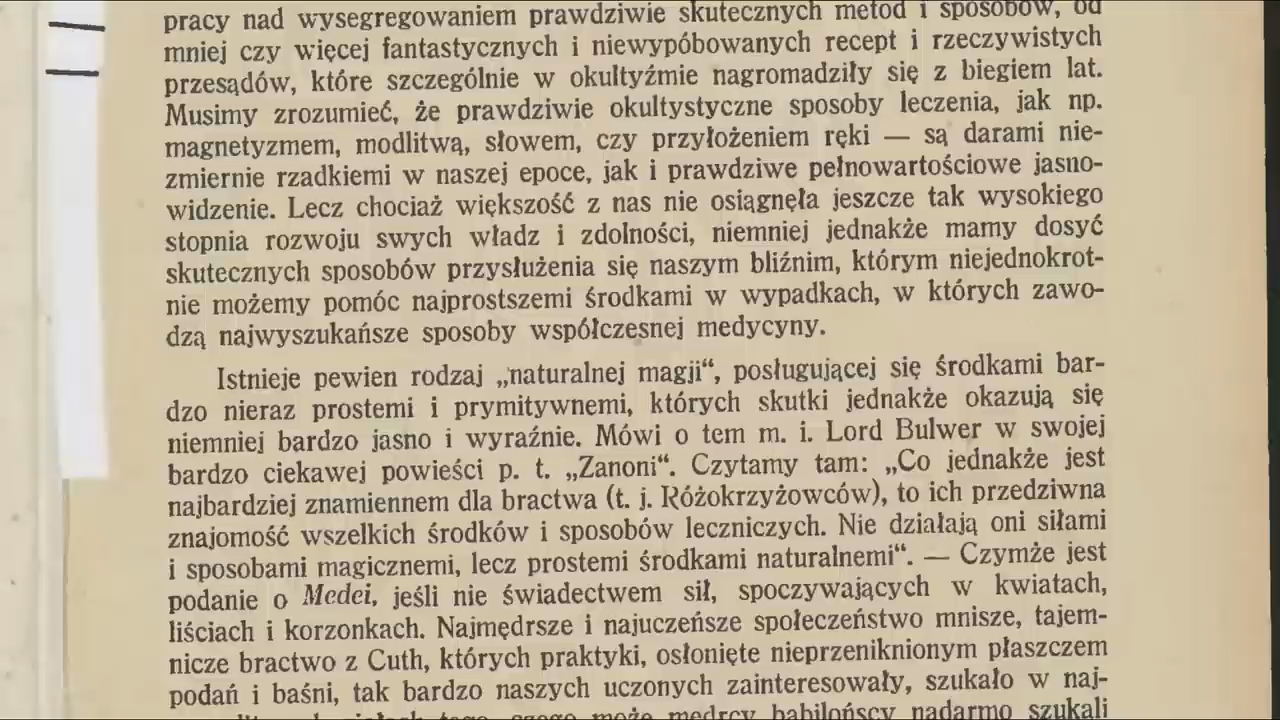 pracy nad wysegregowaniem prawdziwie skutecznych metod i sposobów, od
mniej czy więcej fantastycznych i niewypóbowanych recept i rzeczywistych
przesądów, które szczególnie w okultyźmie nagromadziły się z biegiem lat.
Musimy zrozumieć, że prawdziwie okultystyczne sposoby leczenia, jak np.
magnetyzmem, modlitwą, słowem, czy przyłożeniem ręki — są darami nie-
zmiernie rzadkiemi w naszej epoce, jak i prawdziwe pełnowartościowe jasno-
widzenie. Lecz chociaż większość z nas nie osiągnęła jeszcze tak wysokiego
stopnia rozwoju swych władz i zdolności, niemniej jednakże mamy dosyć
skutecznych sposobów przysłużenia się naszym bliźnim, którym niejednokrot-
nie możemy pomóc najprostszemi środkami w wypadkach, w których zawo-
dzą najwyszukańsze sposoby współczesnej medycyny.
Istnieje pewien rodzaj „naturalnej magji“, posługującej się środkami bar-
dzo nieraz prostemi i prymitywnemi, których skutki jednakże okazują się
niemniej bardzo jasno i wyraźnie. Mówi o tem m. i. Lord Bulwer w swojej
bardzo ciekawej powieści p. t. „Zanoni“. Czytamy tam: „Co jednakże jest
najbardziej znamiennem dla bractwa (t. j. Różokrzyżowców), to ich przedziwna
znajomość wszelkich środków i sposobów leczniczych. Nie działają oni siłami
i sposobami magicznemi, lecz prostemi środkami naturalnemi“. — Czymże jest
podanie o Medei, jeśli nie świadectwem sił, spoczywających w kwiatach,
liściach i korzonkach. Najmędrsze i najuczeńsze społeczeństwo mnisze, tajem-
nicze bractwo z Cuth, których praktyki, osłonięte nieprzeniknionym płaszczem
podań i baśni, tak bardzo naszych uczonych zainteresowały, szukało w naj-
tego, czego może mędrcy babilońscy nadarmo szukali